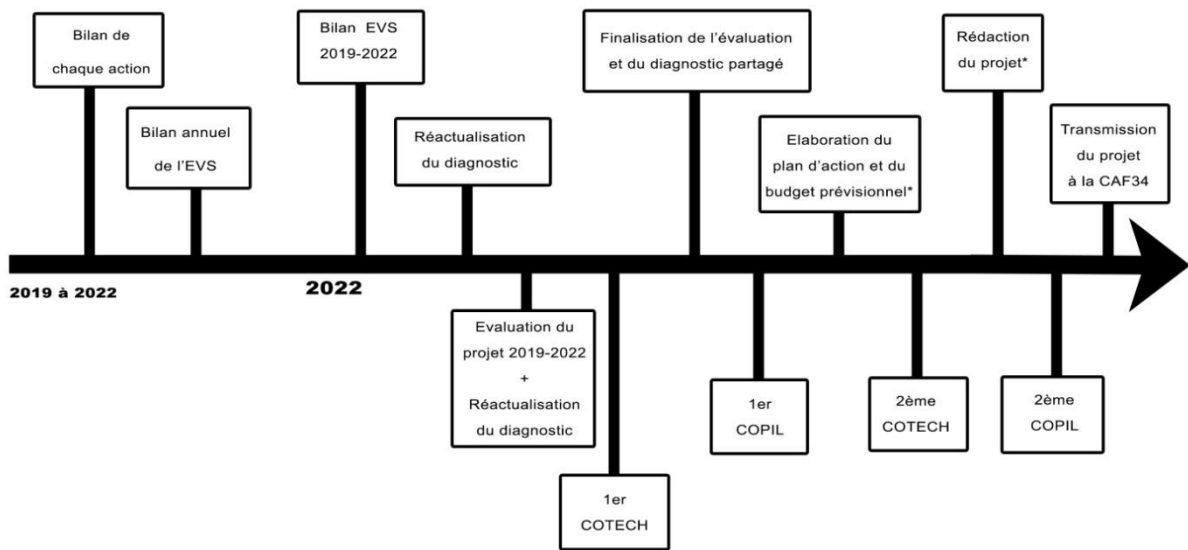 Bilan de
chaque action
Bilan annuel
de l'EVS
Bilan EVS
2019-2022
Réactualisation
du diagnostic
Finalisation de l'évaluation
et du diagnostic partagé
Elaboration du
plan d'action et du
budget prévisionnel*
Rédaction
du projet*
Transmission
du projet
à la CAF34
2019 à 2022
2022
Evaluation du
projet 2019-2022
+
Réactualisation
du diagnostic
1er
COTECH
1er
COPIL
2ème
COTECH
2ème
COPIL